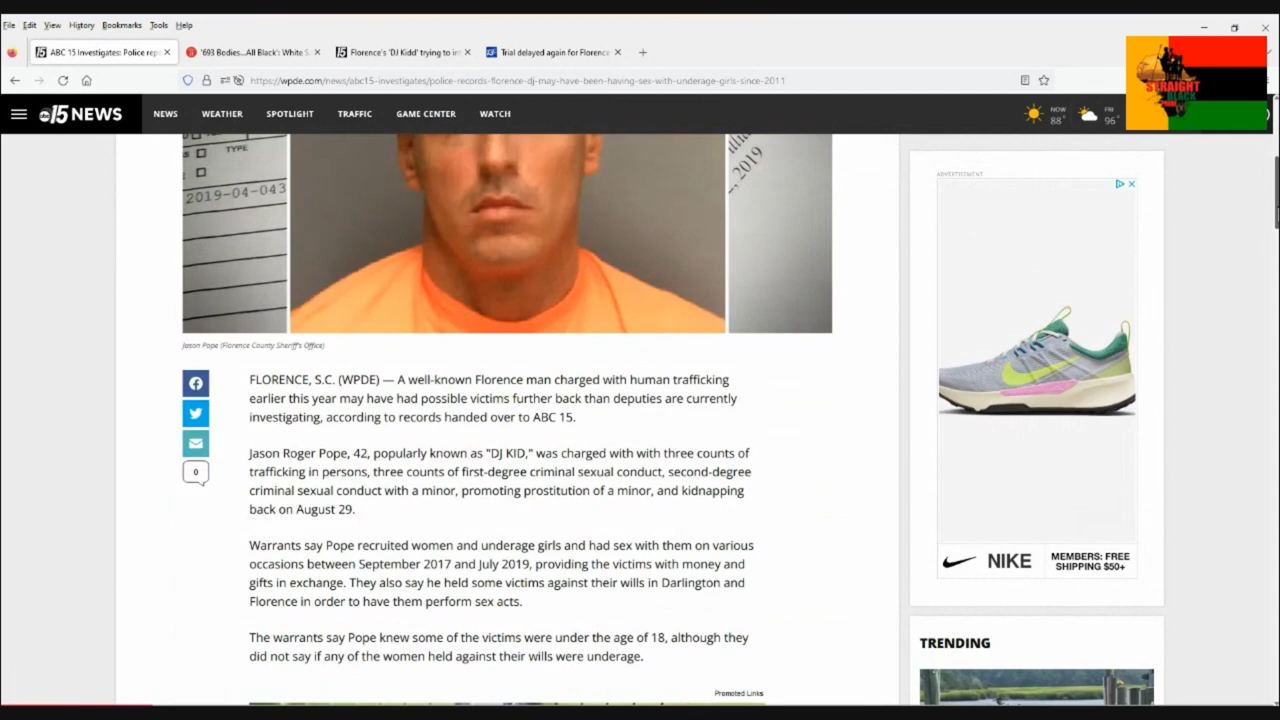 File Edit View History Bookmarks Tools Help
ABC 15 Investigates: Police repo
'693 Bodies...All Black': White S
Florence's 'DJ Kidd' trying to in
Trial delayed again for Florence
https://wpde.com/news/abc15-investigates/police-records-florence-dj-may-have-been-having-sex-with-underage-girls-since-2011
STRAIGHT
BLACK
abc 15 NEWS
NEWS WEATHER SPOTLIGHT TRAFFIC GAME CENTER WATCH
NOW 88°
FRI 96°
TYPE
2019-04-043
, 2019
Jason Pope (Florence County Sheriff's Office)
0
FLORENCE, S.C. (WPDE) — A well-known Florence man charged with human trafficking
earlier this year may have had possible victims further back than deputies are currently
investigating, according to records handed over to ABC 15.
Jason Roger Pope, 42, popularly known as "DJ KID," was charged with with three counts of
trafficking in persons, three counts of first-degree criminal sexual conduct, second-degree
criminal sexual conduct with a minor, promoting prostitution of a minor, and kidnapping
back on August 29.
Warrants say Pope recruited women and underage girls and had sex with them on various
occasions between September 2017 and July 2019, providing the victims with money and
gifts in exchange. They also say he held some victims against their wills in Darlington and
Florence in order to have them perform sex acts.
The warrants say Pope knew some of the victims were under the age of 18, although they
did not say if any of the women held against their wills were underage.
Promoted Links
ADVERTISEMENT
NIKE
MEMBERS: FREE
SHIPPING $50+
TRENDING